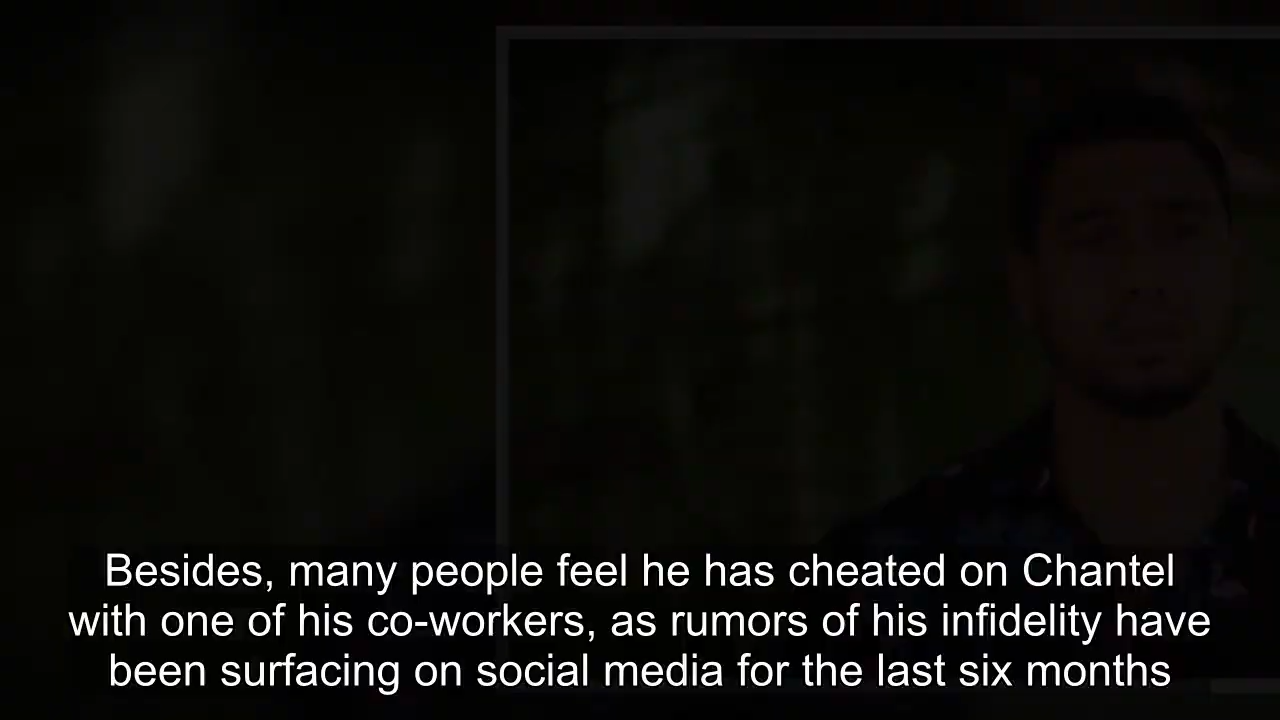 Besides, many people feel he has cheated on Chantel
with one of his co-workers, as rumors of his infidelity have
been surfacing on social media for the last six months